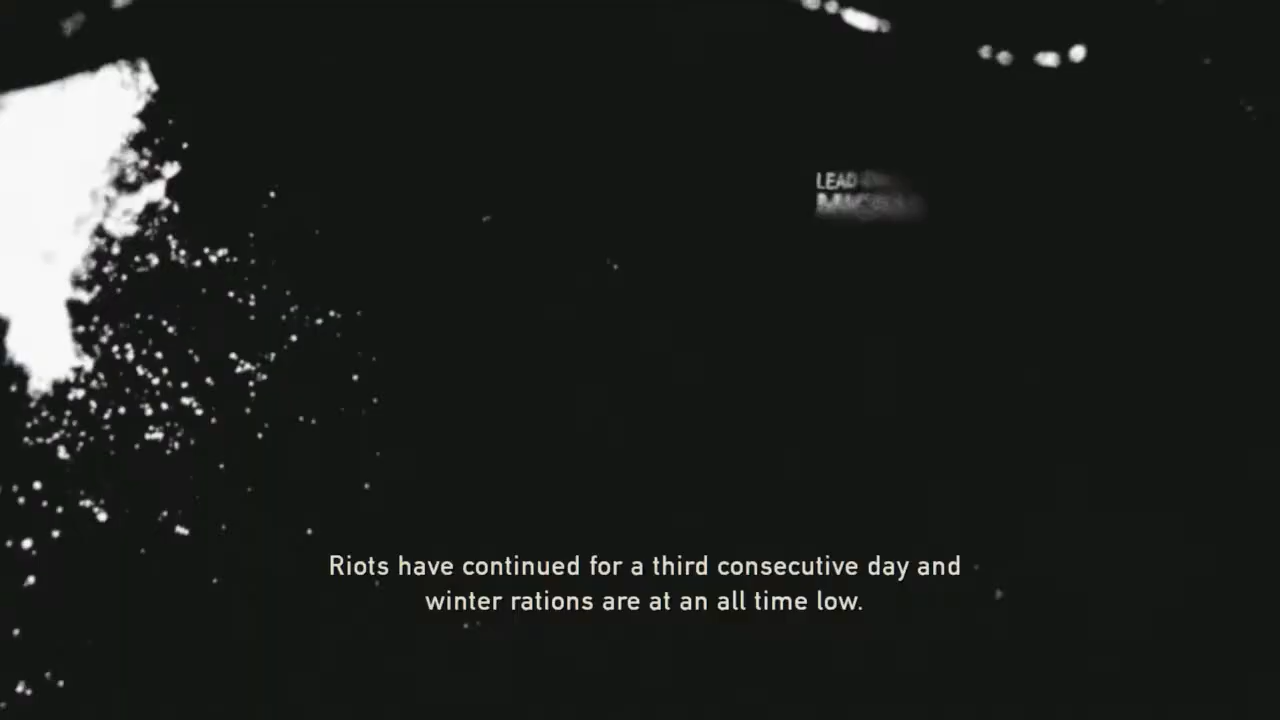 LEAD
Riots have continued for a third consecutive day and
winter rations are at an all time low.